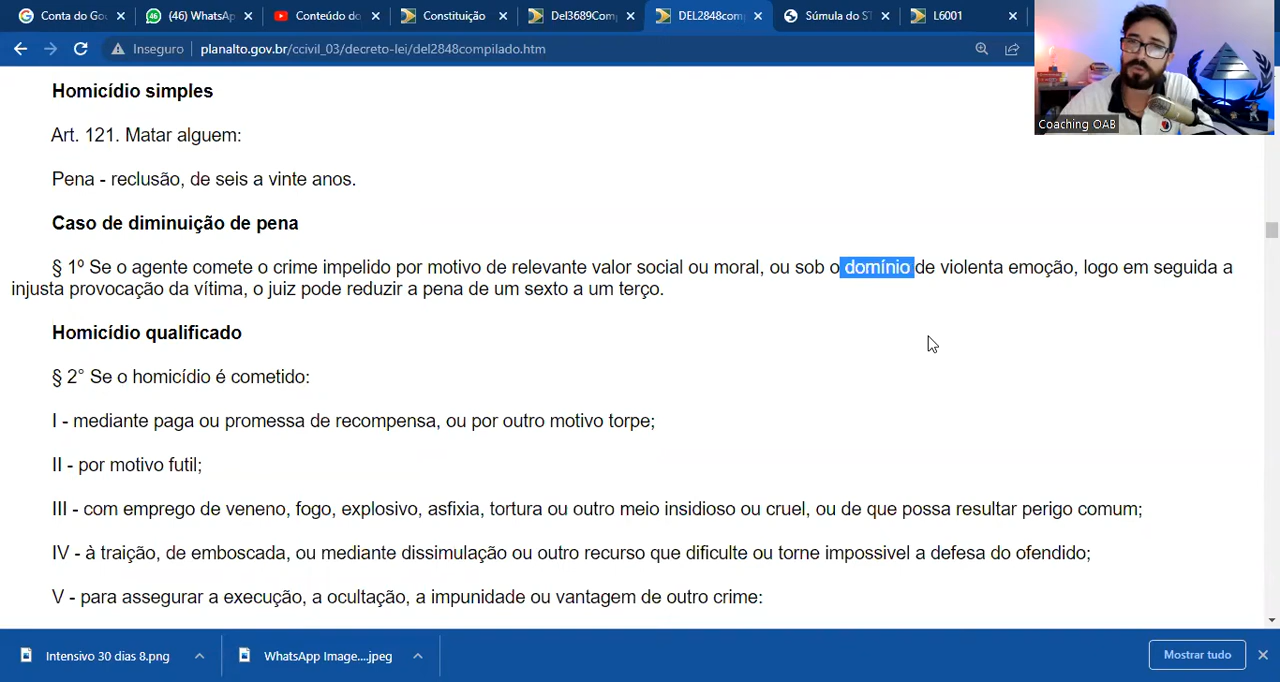 Conta do Goo
(46) WhatsAp
Conteúdo do
Constituição
Del3689Comp
DEL2848comp
Súmula do ST
L6001
Inseguro
planalto.gov.br/ccivil_03/decreto-lei/del2848compilado.htm
Coaching OAB
Homicídio simples
Art. 121. Matar alguem:
Pena - reclusão, de seis a vinte anos.
Caso de diminuição de pena
§ 1º Se o agente comete o crime impelido por motivo de relevante valor social ou moral, ou sob o domínio de violenta emoção, logo em seguida a
injusta provocação da vítima, o juiz pode reduzir a pena de um sexto a um terço.
Homicídio qualificado
§ 2° Se o homicídio é cometido:
I - mediante paga ou promessa de recompensa, ou por outro motivo torpe;
II - por motivo futil;
III - com emprego de veneno, fogo, explosivo, asfixia, tortura ou outro meio insidioso ou cruel, ou de que possa resultar perigo comum;
IV - à traição, de emboscada, ou mediante dissimulação ou outro recurso que dificulte ou torne impossivel a defesa do ofendido;
V - para assegurar a execução, a ocultação, a impunidade ou vantagem de outro crime:
Intensivo 30 dias 8.png
WhatsApp Image....jpeg
Mostrar tudo